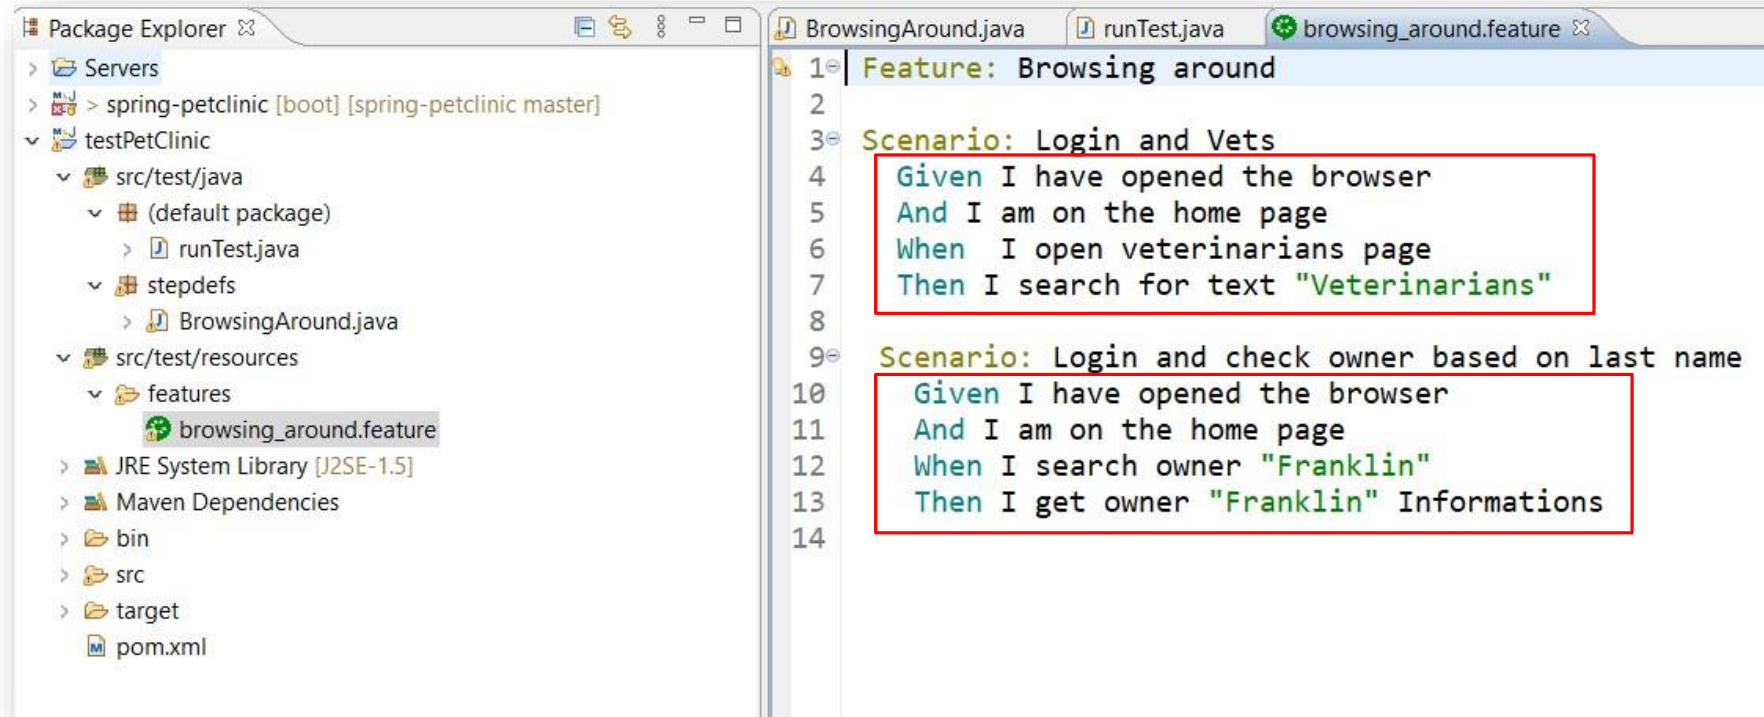 Package Explorer
Servers
> spring-petclinic [boot] [spring-petclinic master]
testPetClinic
src/test/java
(default package)
runTest.java
stepdefs
BrowsingAround.java
src/test/resources
features
browsing_around.feature
JRE System Library [J2SE-1.5]
Maven Dependencies
bin
src
target
pom.xml
BrowsingAround.java
runTest.java
browsing_around.feature
1 Feature: Browsing around
2
3 Scenario: Login and Vets
4 Given I have opened the browser
5 And I am on the home page
6 When  I open veterinarians page
7 Then I search for text "Veterinarians"
8
9 Scenario: Login and check owner based on last name
10 Given I have opened the browser
11 And I am on the home page
12 When I search owner "Franklin"
13 Then I get owner "Franklin" Informations
14